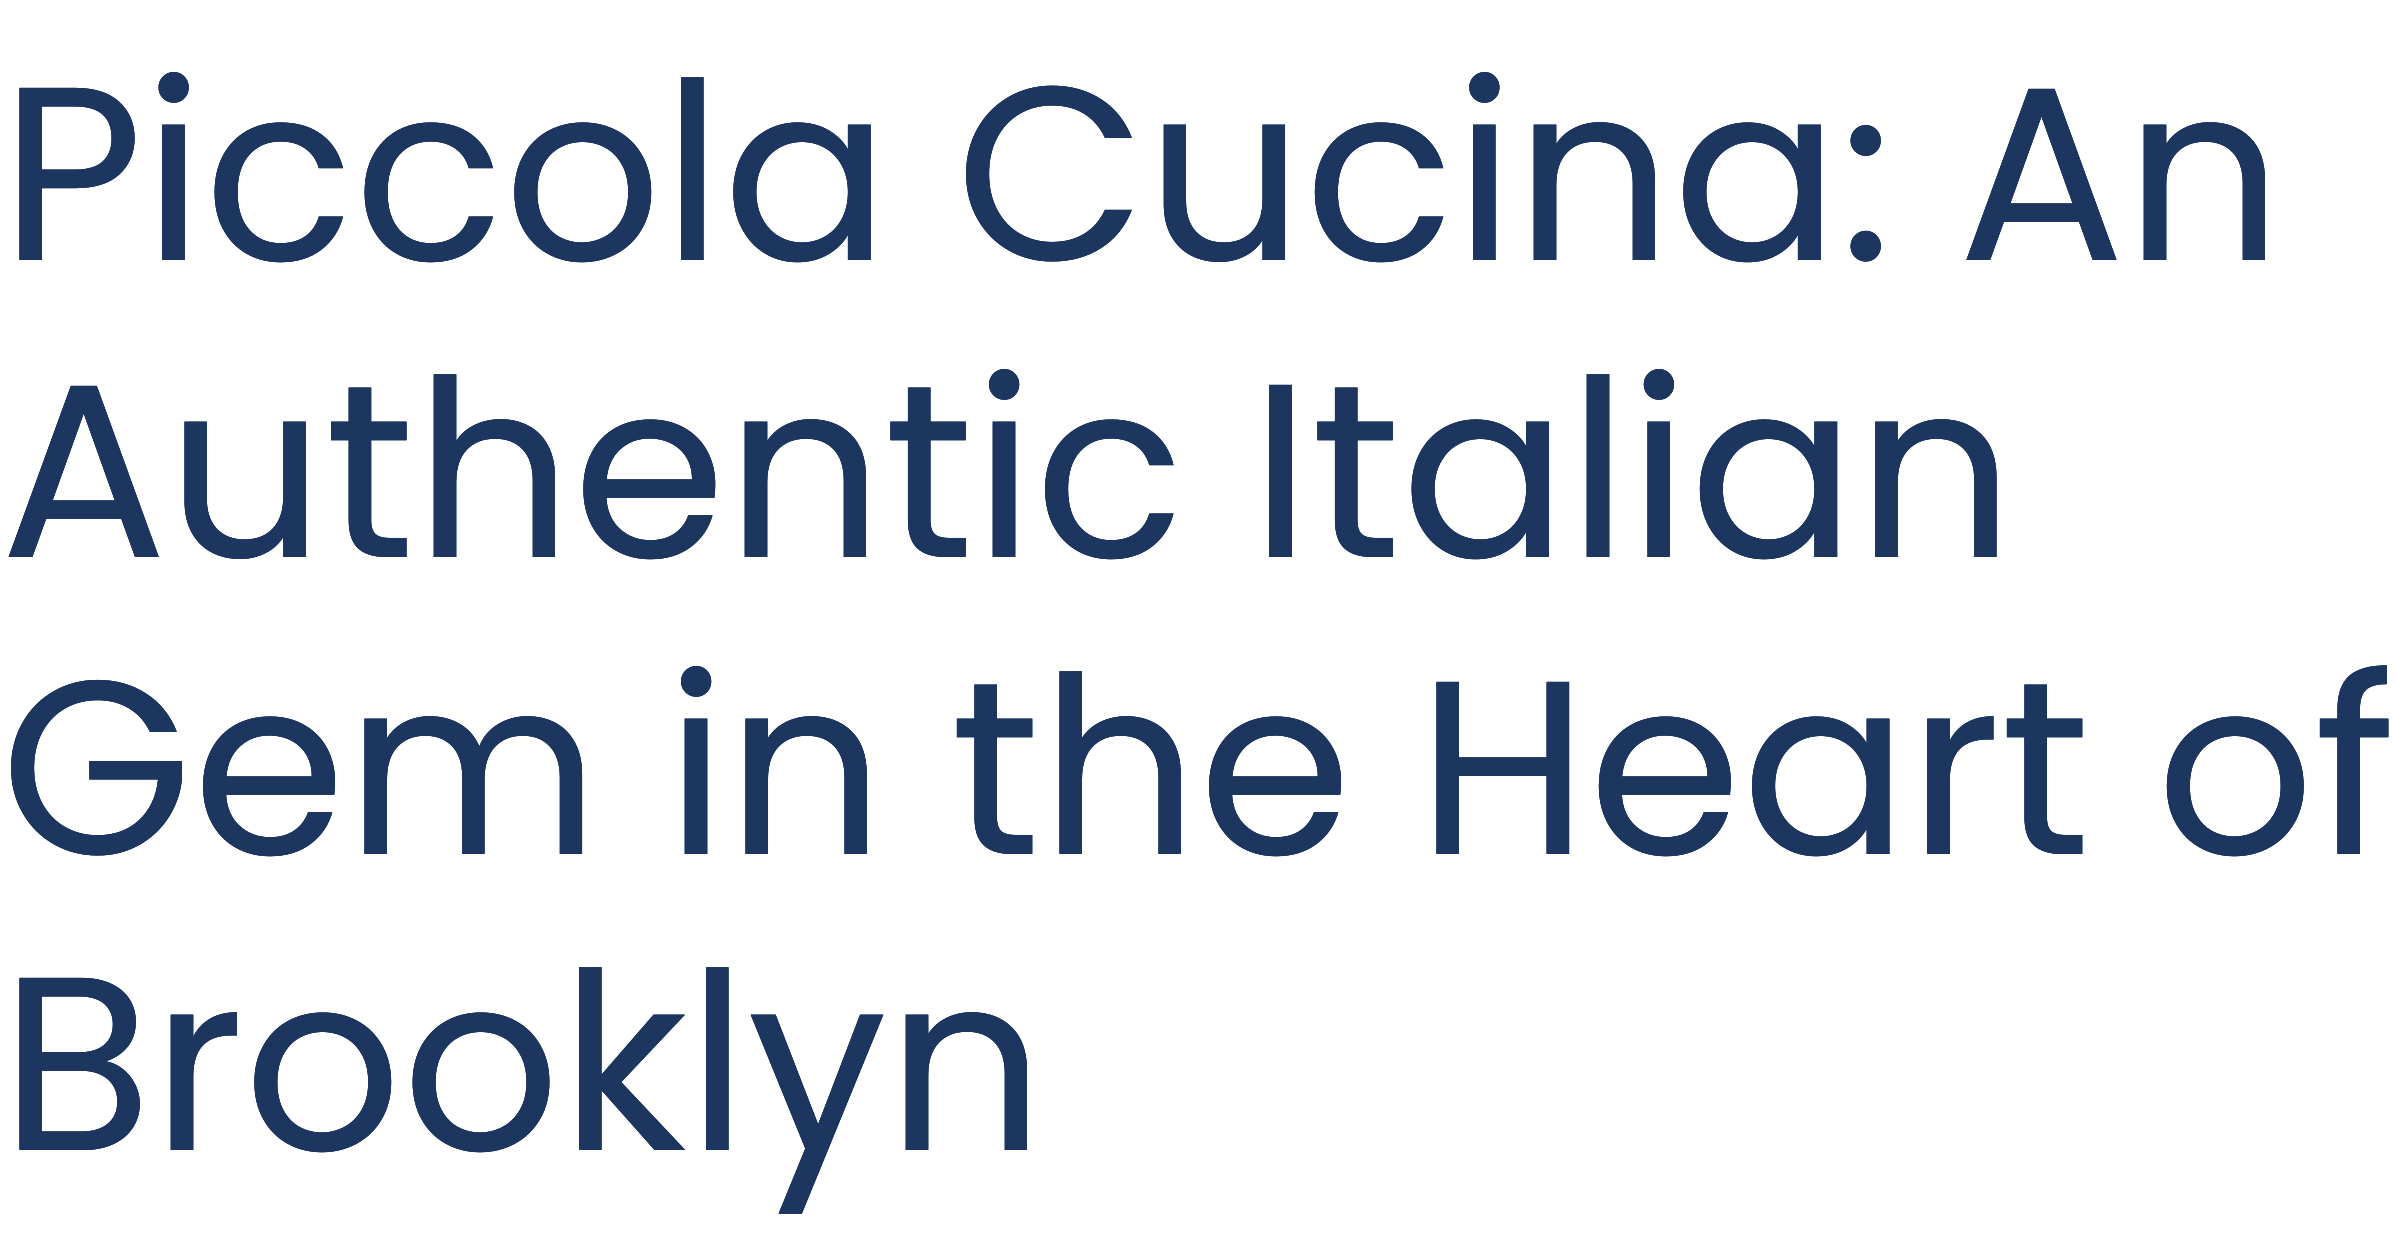 Piccola Cucina: An
Authentic Italian
Gem in the Heart of
Brooklyn